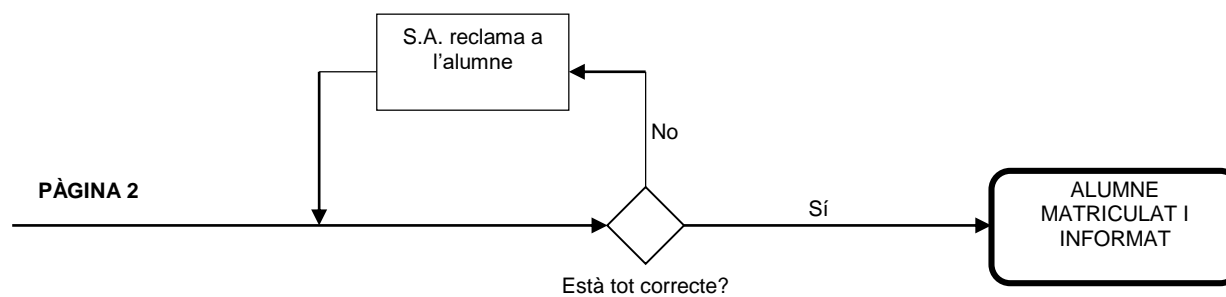 S.A. reclama a
l’alumne
No
PÀGINA 2
Sí
ALUMNE
MATRICULAT I
INFORMAT
Està tot correcte?